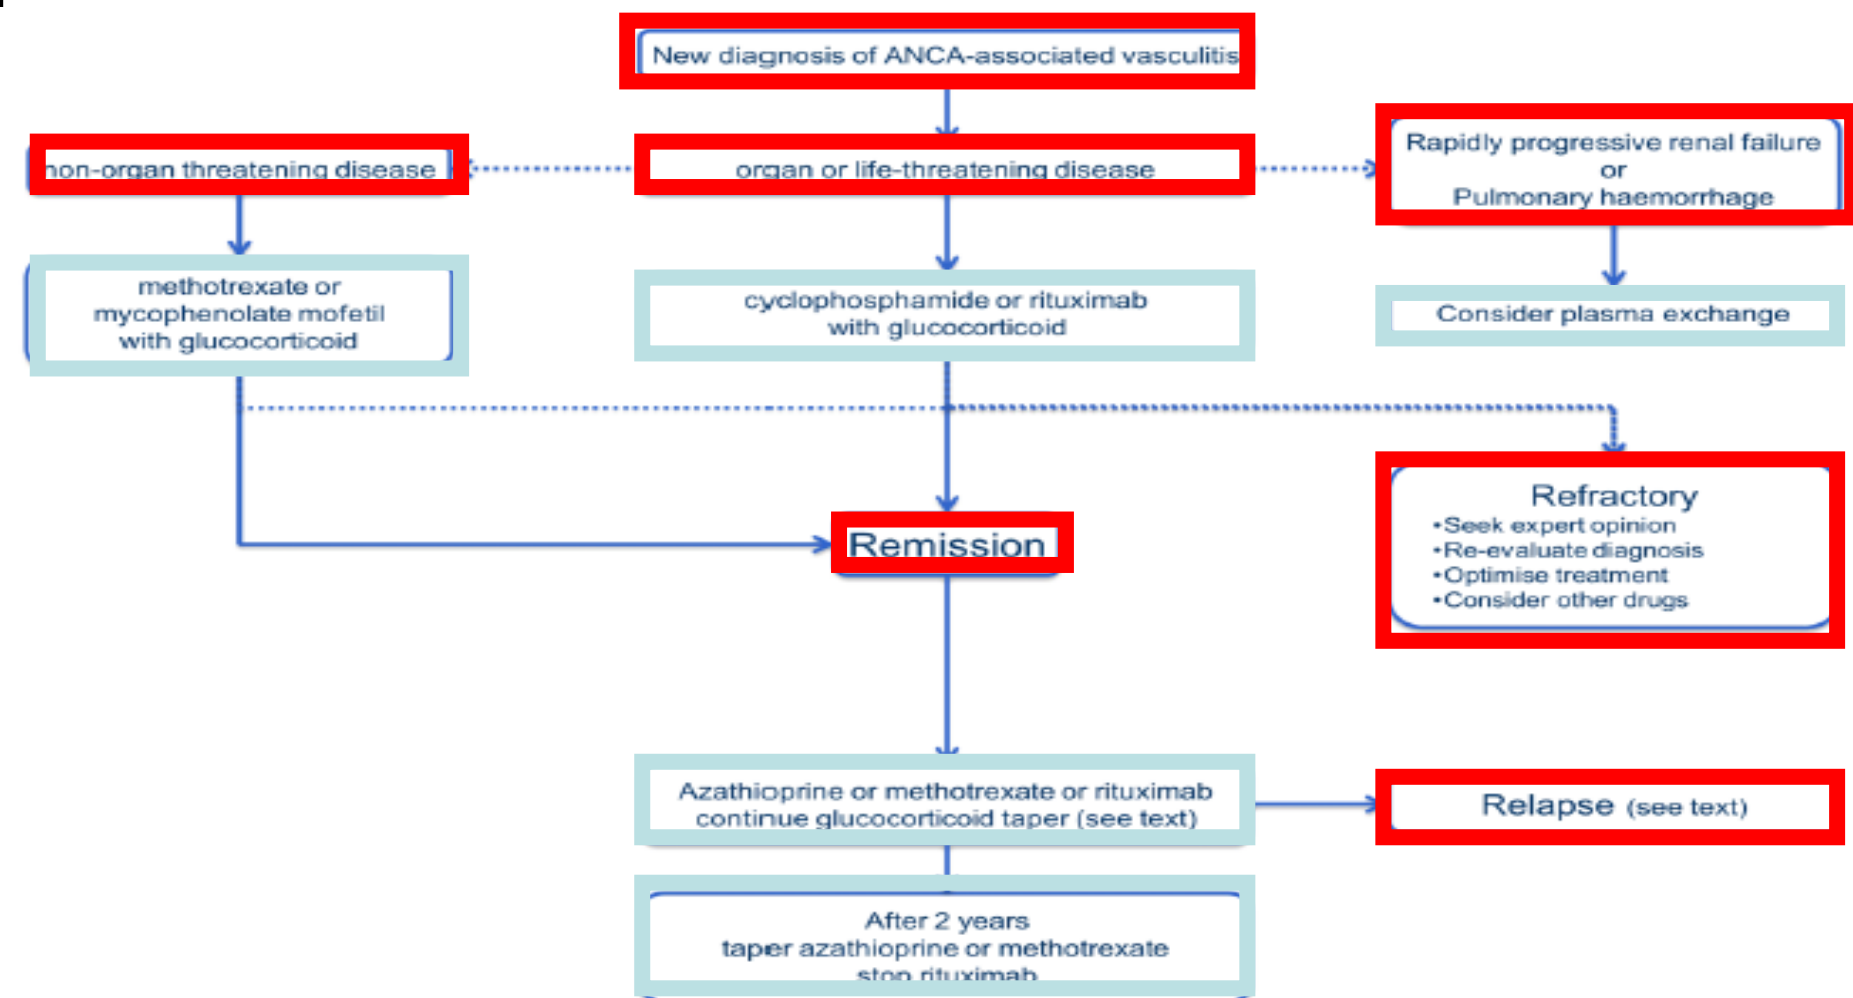 New diagnosis of ANCA-associated vasculitis
non-organ threatening disease
organ or life-threatening disease
Rapidly progressive renal failure
or
Pulmonary haemorrhage
methotrexate or
mycophenolate mofetil
with glucocorticoid
cyclophosphamide or rituximab
with glucocorticoid
Consider plasma exchange
Remission
Refractory
•Seek expert opinion
•Re-evaluate diagnosis
•Optimise treatment
•Consider other drugs
Azathioprine or methotrexate or rituximab
continue glucocorticoid taper (see text)
Relapse (see text)
After 2 years
taper azathioprine or methotrexate
stop rituximab